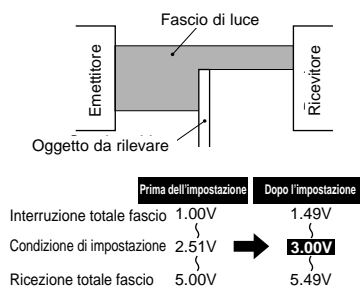 Fascio di luce
Emettitore
Ricevitore
Oggetto da rilevare
Prima dell'impostazione Dopo l'impostazione
Interruzione totale fascio 1.00V 1.49V
Condizione di impostazione 2.51V 3.00V
Ricezione totale fascio 5.00V 5.49V